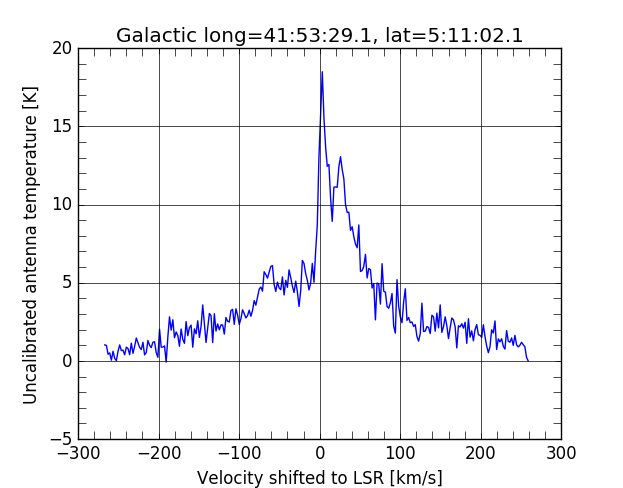 Galactic long=41:53:29.1, lat=5:11:02.1
Uncalibrated antenna temperature [K]
20
15
10
5
0
−5
−300 −200 −100 0 100 200 300
Velocity shifted to LSR [km/s]